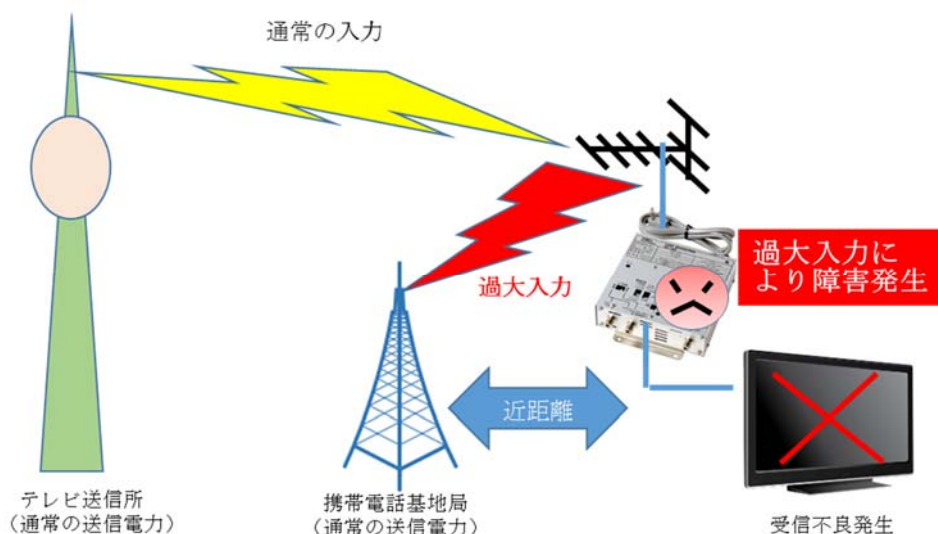 通常の入力
過大入力
過大入力に
より障害発生
近距離
テレビ送信所
（通常の送信電力）
携帯電話基地局
（通常の送信電力）
受信不良発生